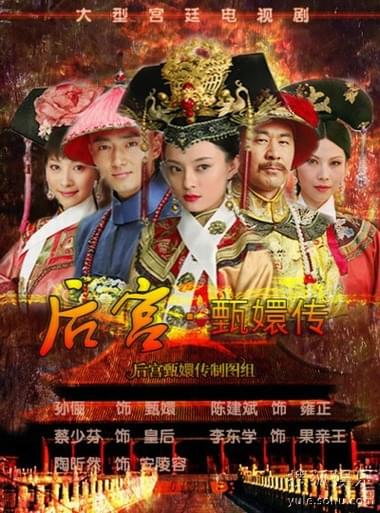 大型宫廷电视剧
后宫·甄嬛传
后宫甄嬛传制图组
孙俪 饰 甄嬛 陈建斌 饰 雍正
蔡少芬 饰 皇后 李东学 饰 果亲王
陶昕然 饰 安陵容
yule.sohu.com